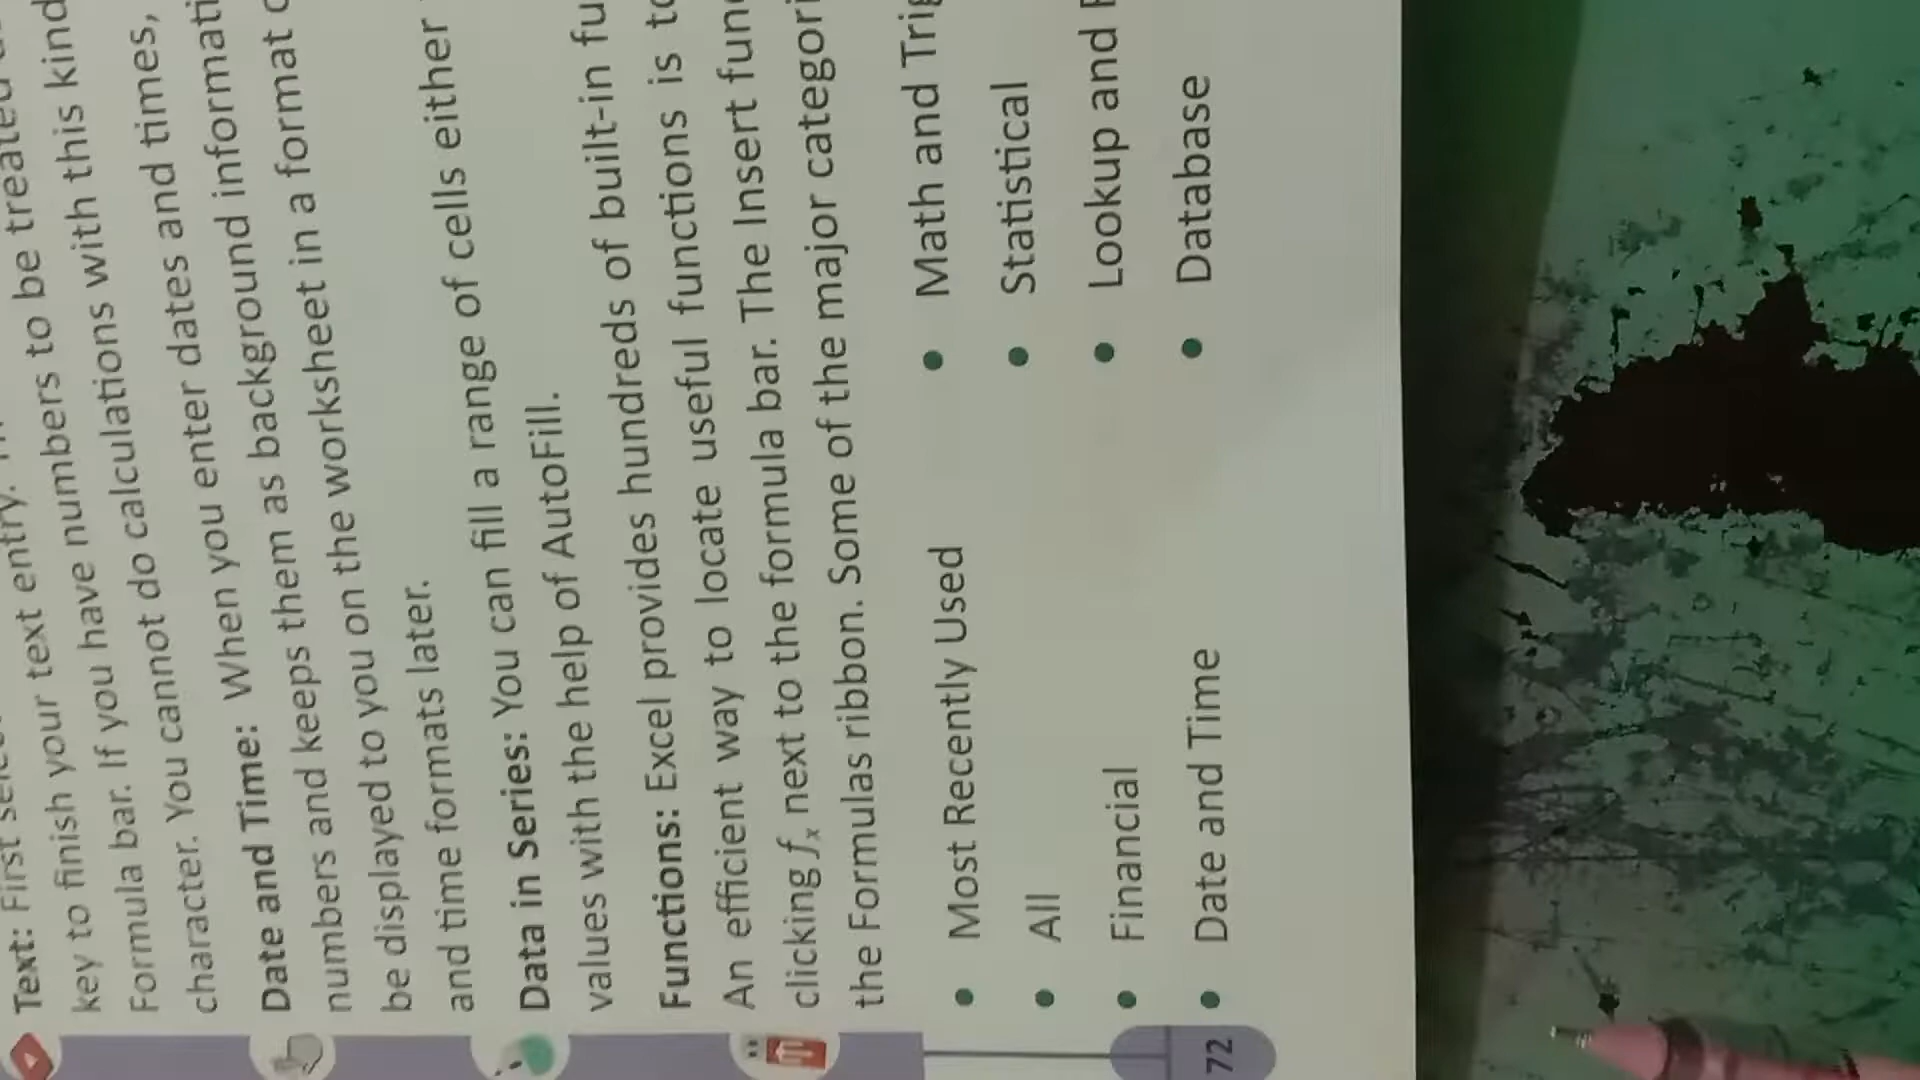 Text: First
key to finish your text entry.
be treated
Formula bar. If you have numbers to
character. You cannot do calculations with this kind
Date and Time: When you enter dates and times,
numbers and keeps them as background informati
be displayed to you on the worksheet in a format
and time formats later.
Data in Series: You can fill a range of cells either
values with the help of AutoFill.
Functions: Excel provides hundreds of built-in fu
An efficient way to locate useful functions is to
clicking fx next to the formula bar. The Insert fun
the Formulas ribbon. Some of the major categori
• Most Recently Used • Math and Trig
• All • Statistical
• Financial • Lookup and
• Date and Time • Database
72